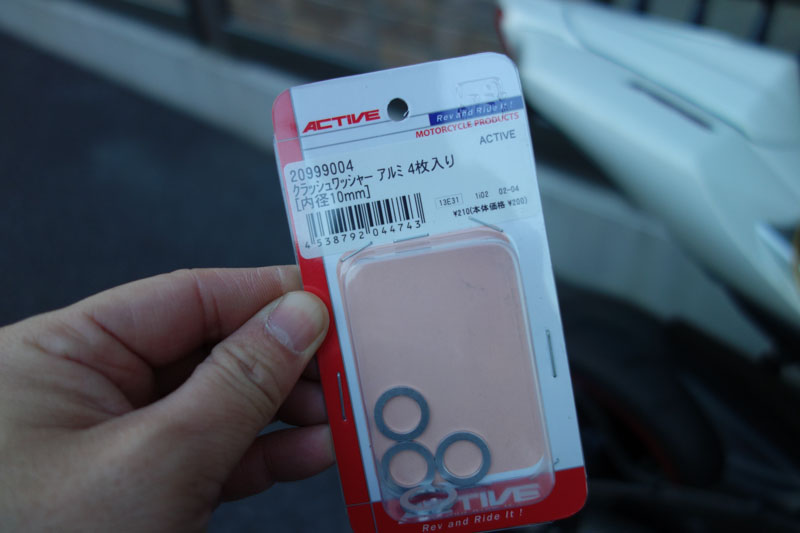 ACTIVE
Rev and Ride It!
MOTORCYCLE PRODUCTS
ACTIVE
20999004
クラッシュワッシャー アルミ 4枚入り
[内径10mm]
13E31 1i02 02-04
¥210(本体価格 ¥200)
4 538792 044743
ACTIVE
Rev and Ride It!